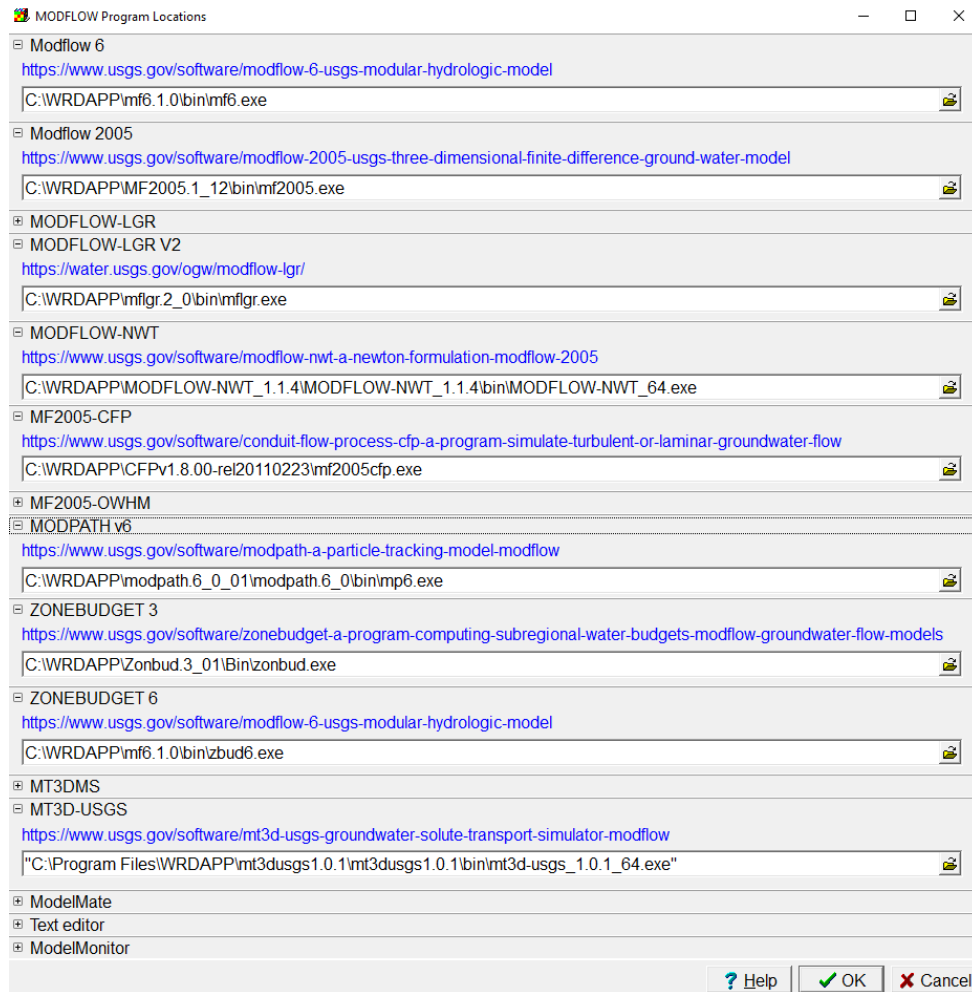 MODFLOW Program Locations
Modflow 6
https://www.usgs.gov/software/modflow-6-usgs-modular-hydrologic-model
C:\WRDAPP\mf6.1.0\bin\mf6.exe
Modflow 2005
https://www.usgs.gov/software/modflow-2005-usgs-three-dimensional-finite-difference-ground-water-model
C:\WRDAPP\MF2005.1_12\bin\mf2005.exe
MODFLOW-LGR
MODFLOW-LGR V2
https://water.usgs.gov/ogw/modflow-lgr/
C:\WRDAPP\mflgr.2_0\bin\mflgr.exe
MODFLOW-NWT
https://www.usgs.gov/software/modflow-nwt-a-newton-formulation-modflow-2005
C:\WRDAPP\MODFLOW-NWT_1.1.4\MODFLOW-NWT_1.1.4\bin\MODFLOW-NWT_64.exe
MF2005-CFP
https://www.usgs.gov/software/conduit-flow-process-cfp-a-program-simulate-turbulent-or-laminar-groundwater-flow
C:\WRDAPP\CFPv1.8.00-rel20110223\mf2005cfp.exe
MF2005-OWHM
MODPATH v6
https://www.usgs.gov/software/modpath-a-particle-tracking-model-modflow
C:\WRDAPP\modpath.6_0_01\modpath.6_0\bin\mp6.exe
ZONEBUDGET 3
https://www.usgs.gov/software/zonebudget-a-program-computing-subregional-water-budgets-modflow-groundwater-flow-models
C:\WRDAPP\Zonbud.3_01\Bin\zonbud.exe
ZONEBUDGET 6
https://www.usgs.gov/software/modflow-6-usgs-modular-hydrologic-model
C:\WRDAPP\mf6.1.0\bin\zbud6.exe
MT3DMS
MT3D-USGS
https://www.usgs.gov/software/mt3d-usgs-groundwater-solute-transport-simulator-modflow
"C:\Program Files\WRDAPP\mt3dusgs1.0.1\mt3dusgs1.0.1\bin\mt3d-usgs_1.0.1_64.exe"
ModelMate
Text editor
ModelMonitor
? Help OK Cancel